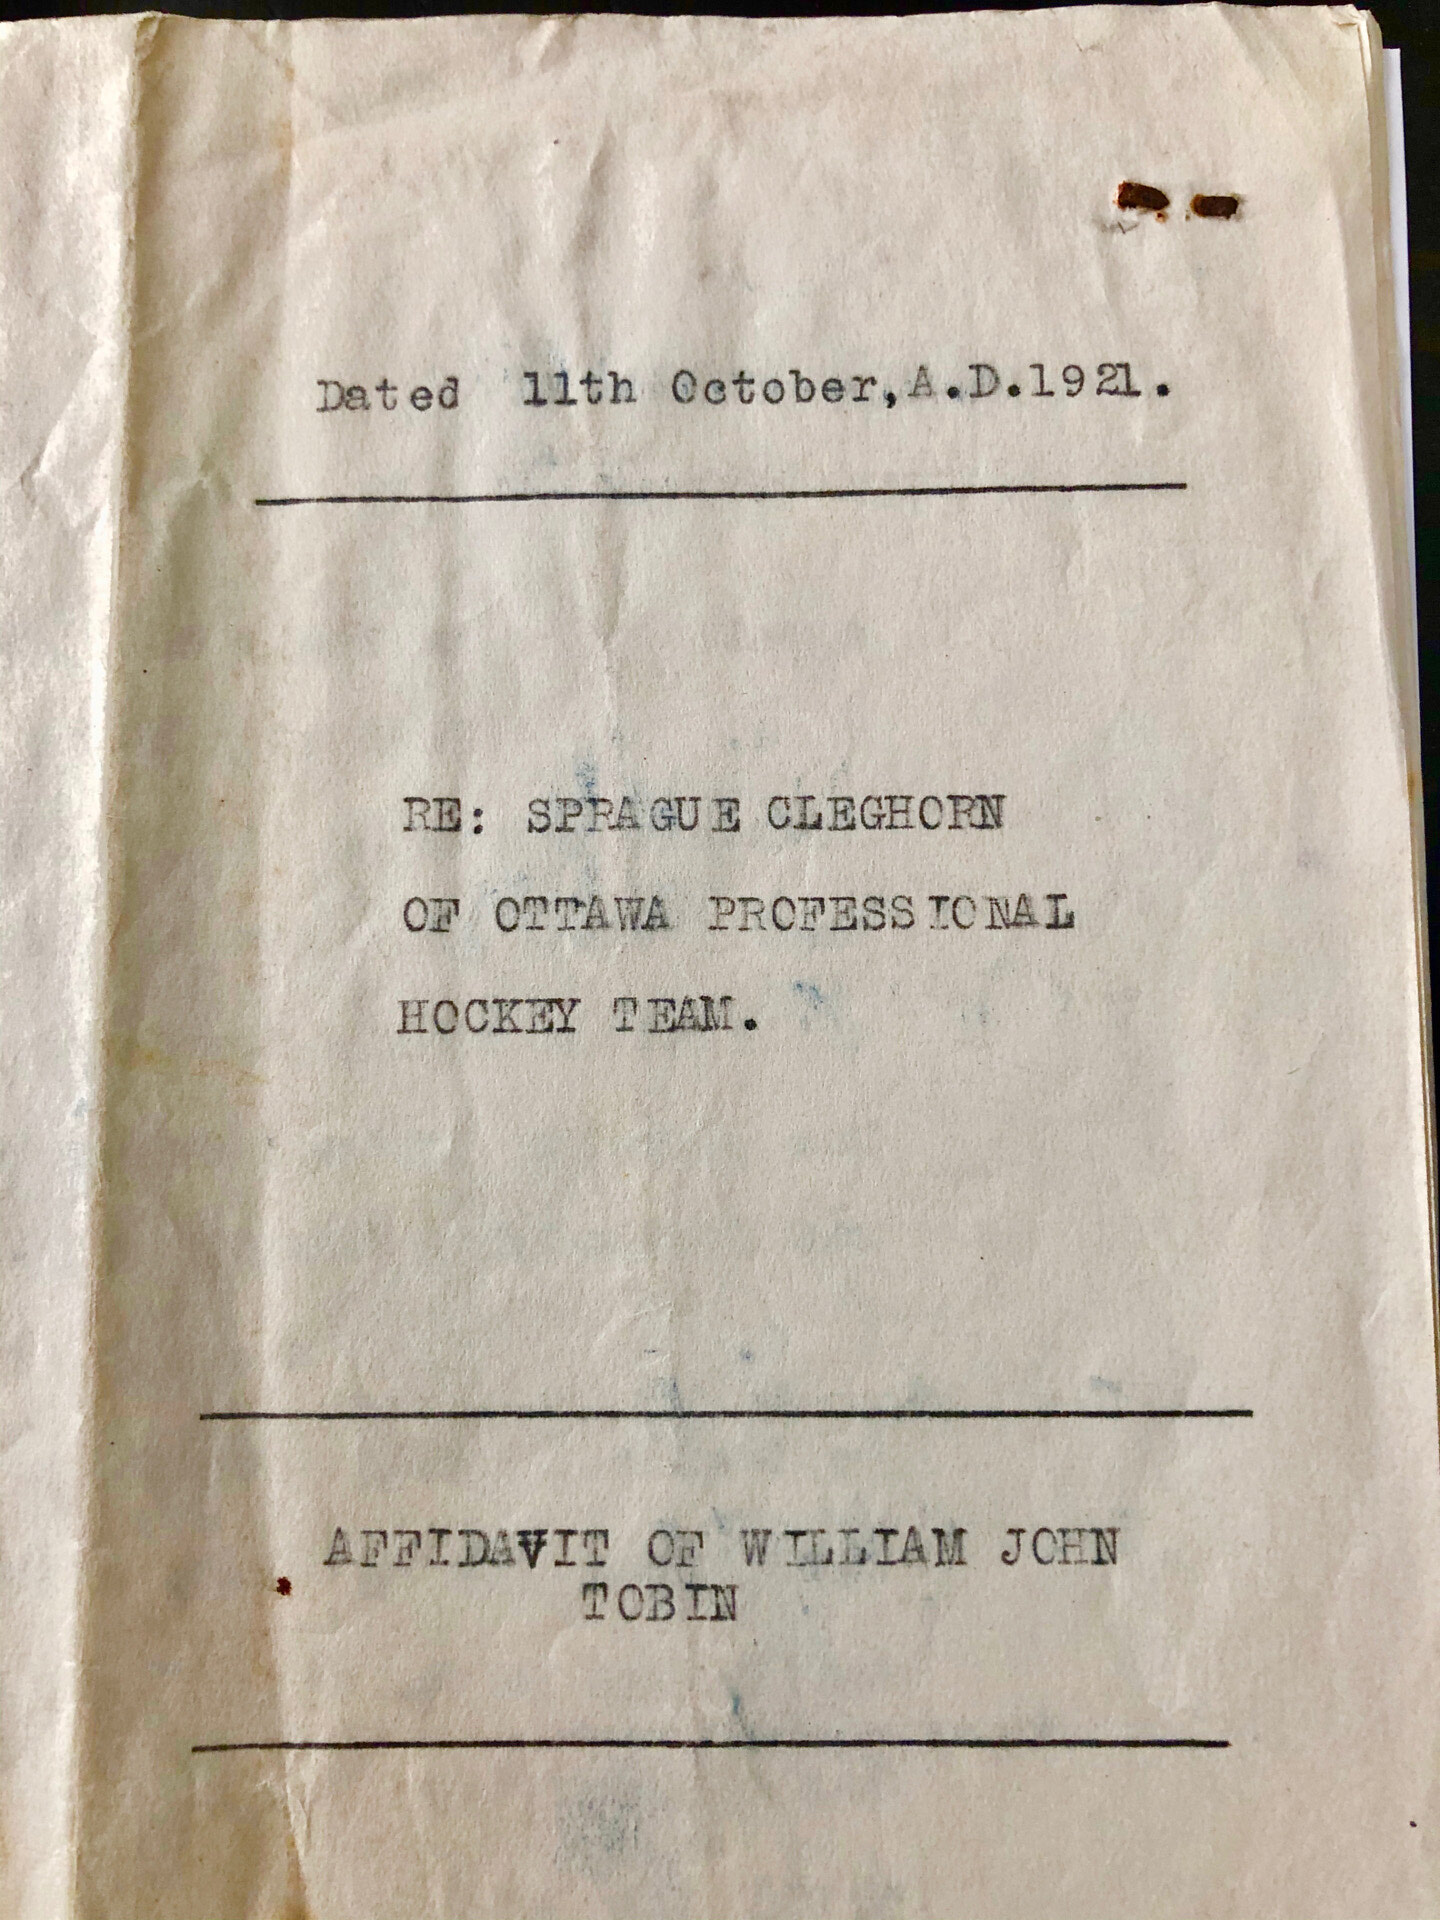 Dated 11th October,A.D.1921.
RE: SPRAGUE CLEGHORN
OF OTTAWA PROFESSIONAL
HOCKEY TEAM.
AFFIDAVIT OF WILLIAM JOHN
TOBIN